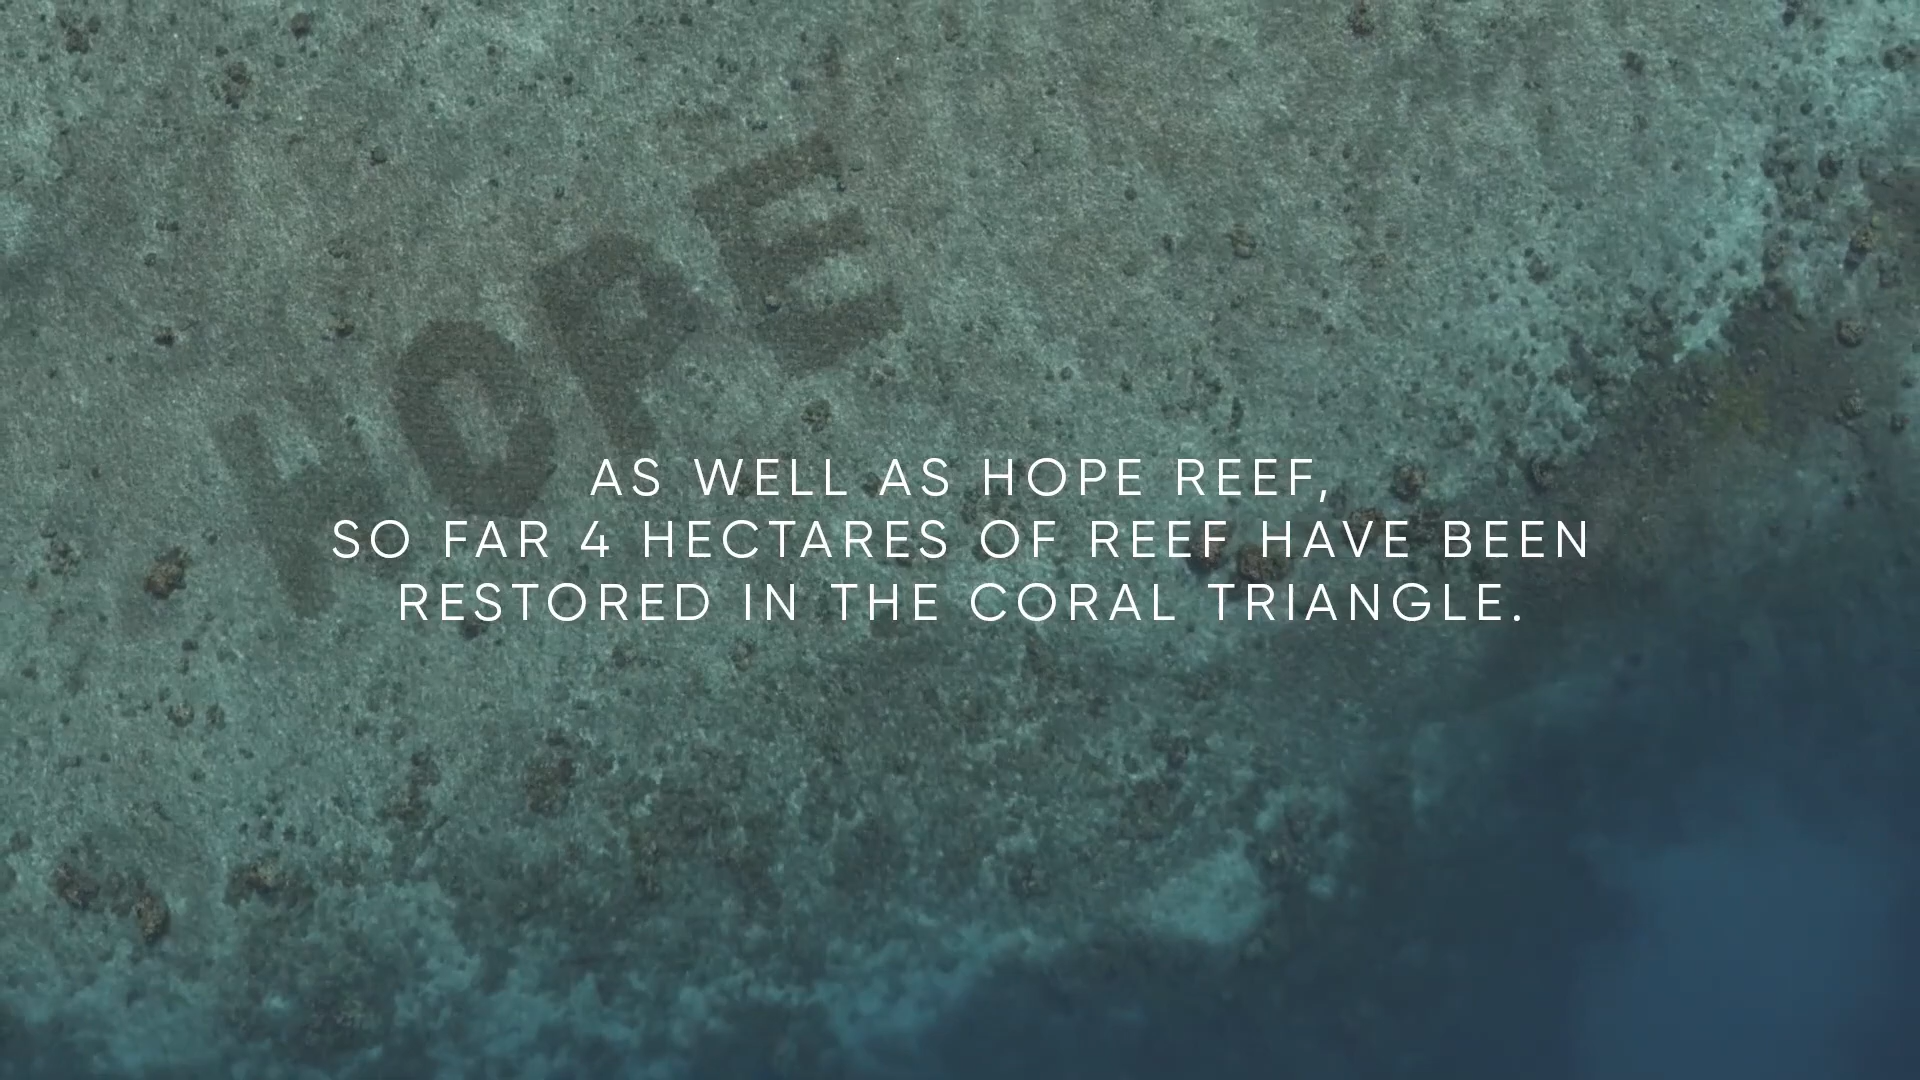 HOPE
AS WELL AS HOPE REEF,
SO FAR 4 HECTARES OF REEF HAVE BEEN
RESTORED IN THE CORAL TRIANGLE.